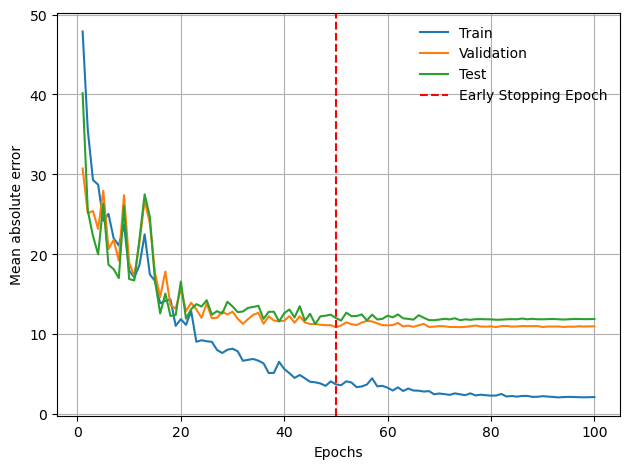 50
40
30
20
10
0
Mean absolute error
Train
Validation
Test
Early Stopping Epoch
0 20 40 60 80 100
Epochs